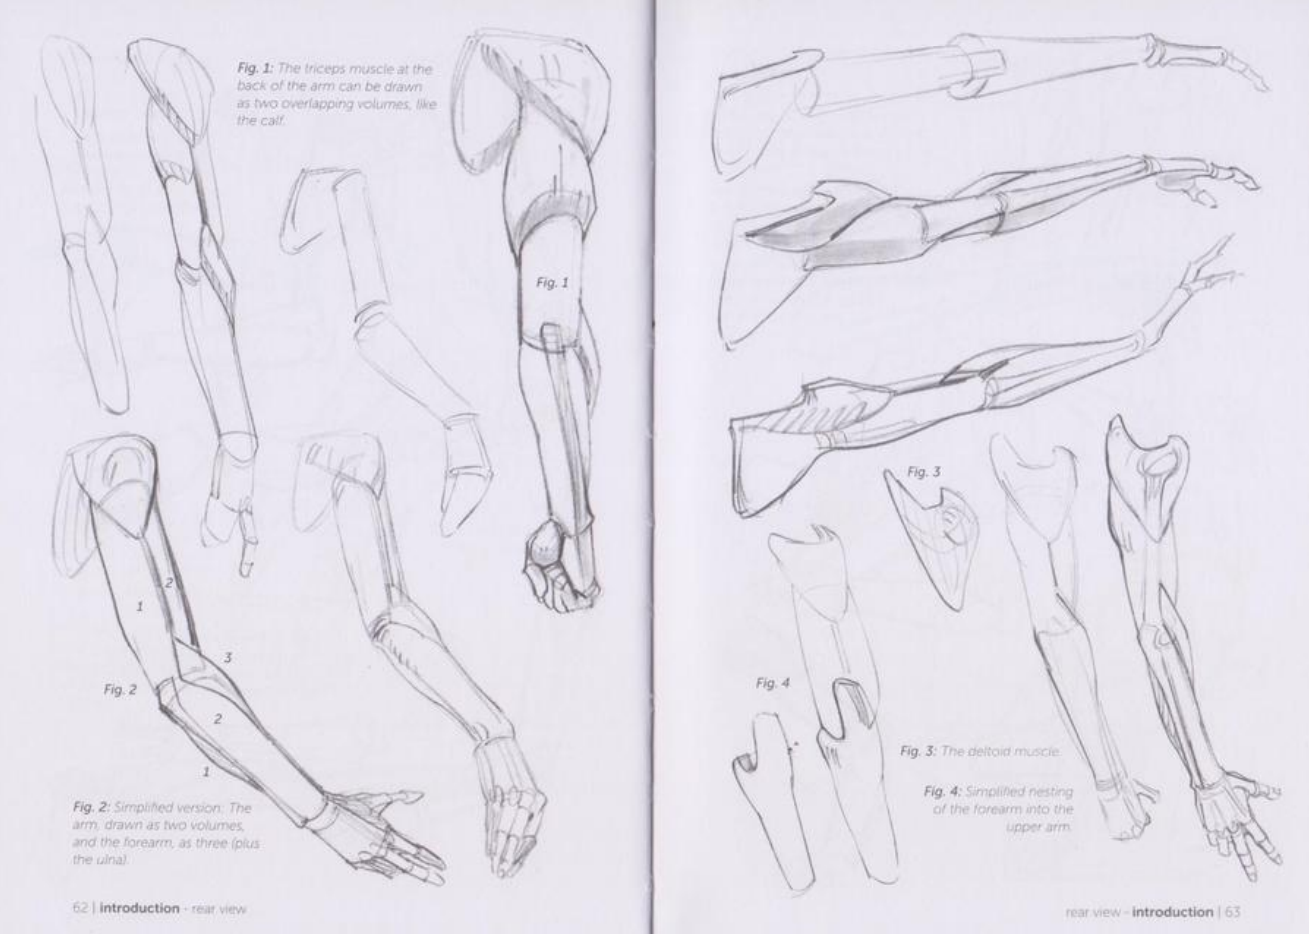 Fig. 1: The triceps muscle at the
back of the arm can be drawn
as two overlapping volumes, like
the calf.
Fig. 1
1
2
3
Fig. 2
2
1
Fig. 2: Simplified version: The
arm, drawn as two volumes,
and the forearm, as three (plus
the ulna).
62 | introduction - rear view
Fig. 3
Fig. 4
Fig. 3: The deltoid muscle.
Fig. 4: Simplified nesting
of the forearm into the
upper arm.
rear view - introduction | 63